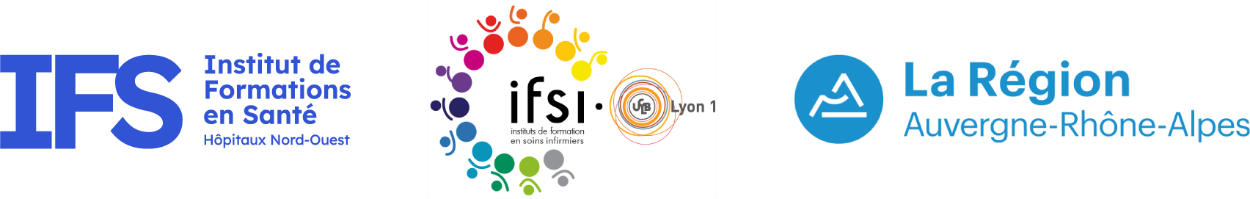 IFS
Institut de
Formations
en Santé
Hôpitaux Nord-Ouest
ifsi
instituts de formation
en soins infirmiers
Lyon 1
La Région
Auvergne-Rhône-Alpes